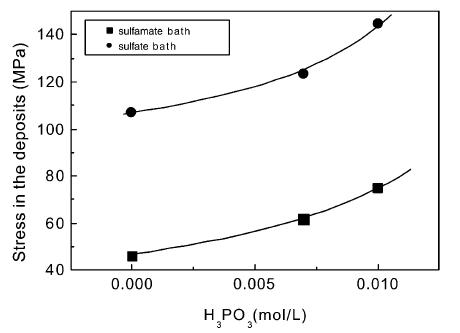 sulfamate bath
sulfate bath
Stress in the deposits (MPa)
140
120
100
80
60
40
0.000 0.005 0.010
H₃PO₃(mol/L)